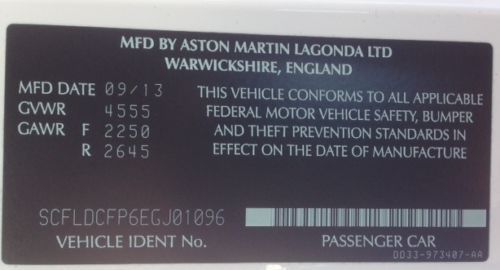 MFD BY ASTON MARTIN LAGONDA LTD
WARWICKSHIRE, ENGLAND
MFD DATE 09/13
GVWR 4555
GAWR F 2250
R 2645
THIS VEHICLE CONFORMS TO ALL APPLICABLE
FEDERAL MOTOR VEHICLE SAFETY, BUMPER
AND THEFT PREVENTION STANDARDS IN
EFFECT ON THE DATE OF MANUFACTURE
SCFLDCFP6EGJ01096
VEHICLE IDENT No.
PASSENGER CAR
DD33-973407-AA